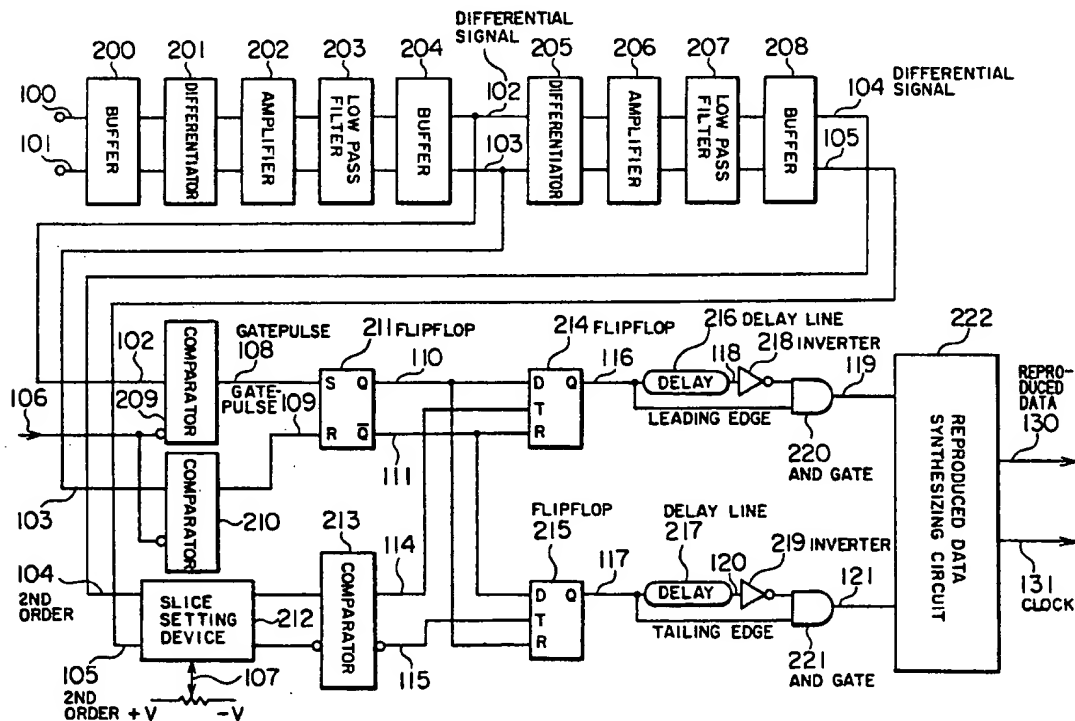 DIFFERENTIAL
SIGNAL
200 201 202 203 204 205 206 207 208
100
101
BUFFER
DIFFERENTIATOR
AMPLIFIER
LOW PASS
FILTER
BUFFER
102
103
DIFFERENTIATOR
AMPLIFIER
LOW PASS
FILTER
BUFFER
104 DIFFERENTIAL
SIGNAL
105
102
106
209
COMPARATOR
GATEPULSE
108
GATE-
PULSE 109
211 FLIPFLOP
S Q
R Q̅
110
111
214 FLIPFLOP
D Q
T
R
116
216 DELAY LINE
DELAY
118
218 INVERTER
119
LEADING EDGE
220
AND GATE
222
REPRODUCED DATA
SYNTHESIZING CIRCUIT
REPRO-
DUCED
DATA
130
131 CLOCK
103
COMPARATOR
210
104
2ND
ORDER
SLICE
SETTING
DEVICE
212
105
2ND
ORDER +V
107
-V
213
COMPARATOR
114
115
FLIPFLOP
215
D Q
T
R
117
DELAY LINE
217
DELAY
120
219 INVERTER
121
TAILING EDGE
221
AND GATE